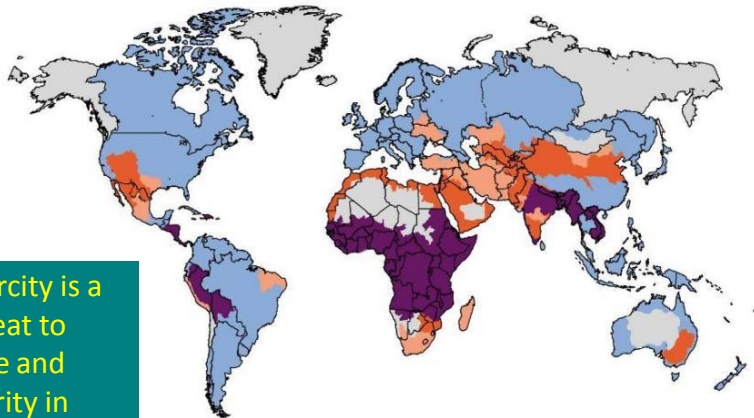 rcity is a
eat to
e and
rity in